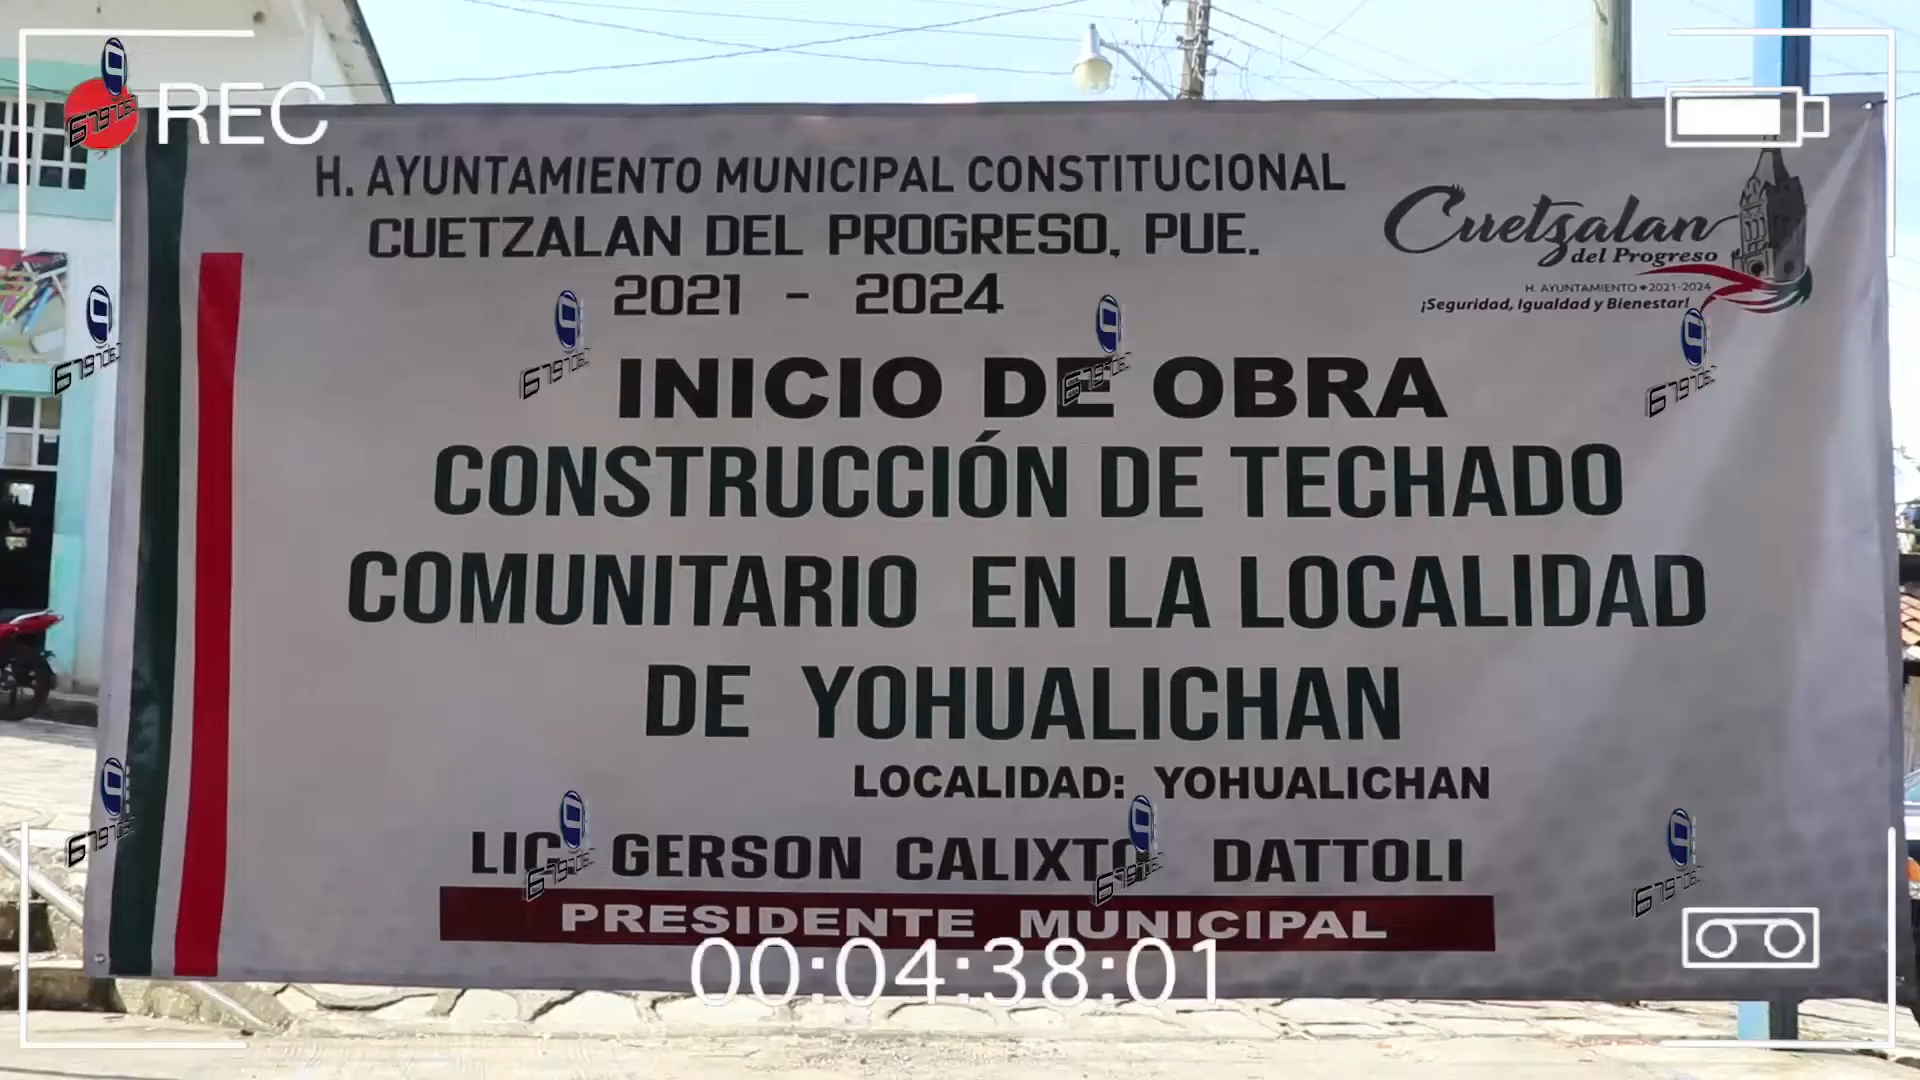 REC
H. AYUNTAMIENTO MUNICIPAL CONSTITUCIONAL
CUETZALAN DEL PROGRESO, PUE.
2021 - 2024
Cuetzalan
del Progreso
H. AYUNTAMIENTO 2021-2024
¡Seguridad, Igualdad y Bienestar!
INICIO DE OBRA
CONSTRUCCIÓN DE TECHADO
COMUNITARIO EN LA LOCALIDAD
DE YOHUALICHAN
LOCALIDAD: YOHUALICHAN
LIC. GERSON CALIXTO DATTOLI
PRESIDENTE MUNICIPAL
00:04:38:01